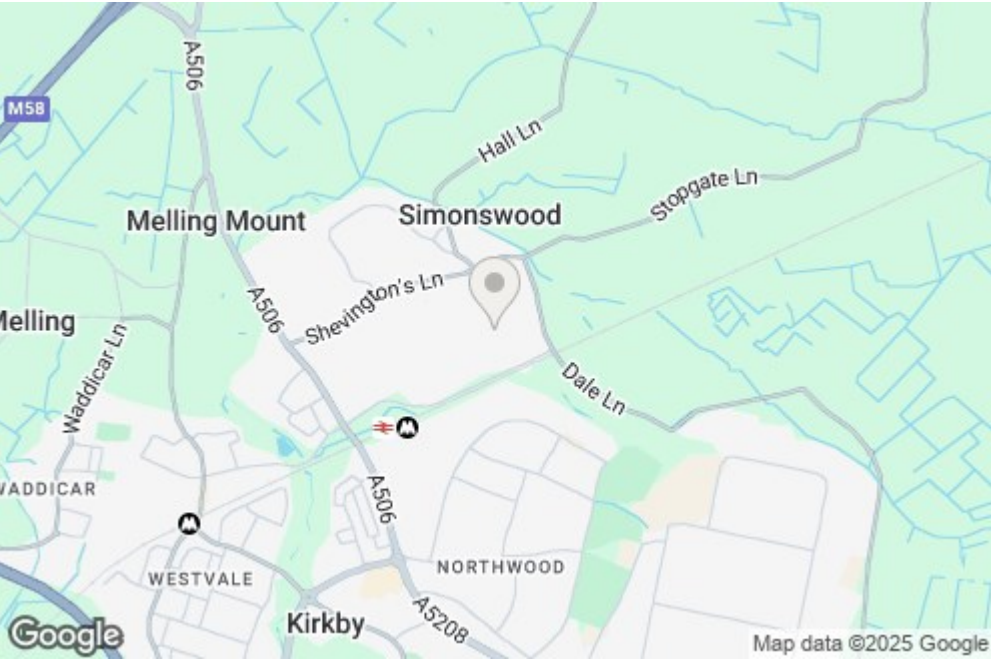 A506
M58
Hall Ln
Stopgate Ln
Melling Mount
Simonswood
Shevington's Ln
A506
Melling
Waddicar Ln
Dale Ln
WADDICAR
A506
WESTVALE
NORTHWOOD
Kirkby
A5208
Google
Map data ©2025 Google